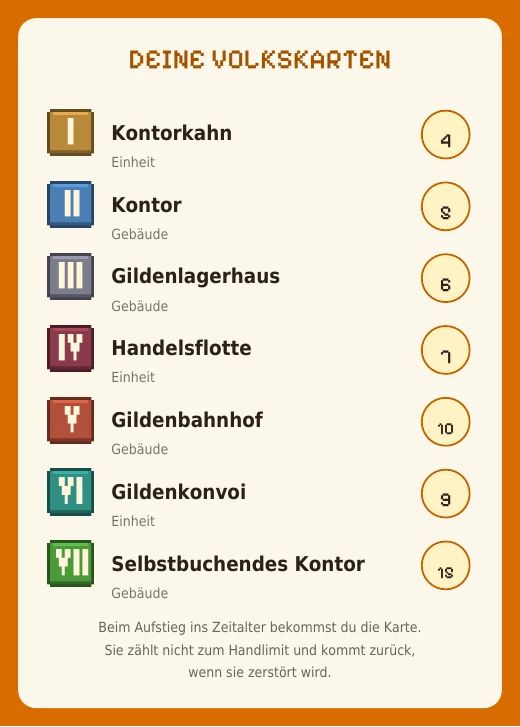 DEINE VOLKSKARTEN
I
Kontorkahn
Einheit
4
II
Kontor
Gebäude
8
III
Gildenlagerhaus
Gebäude
6
IV
Handelsflotte
Einheit
7
V
Gildenbahnhof
Gebäude
10
VI
Gildenkonvoi
Einheit
9
VII
Selbstbuchendes Kontor
Gebäude
18
Beim Aufstieg ins Zeitalter bekommst du die Karte.
Sie zählt nicht zum Handlimit und kommt zurück,
wenn sie zerstört wird.